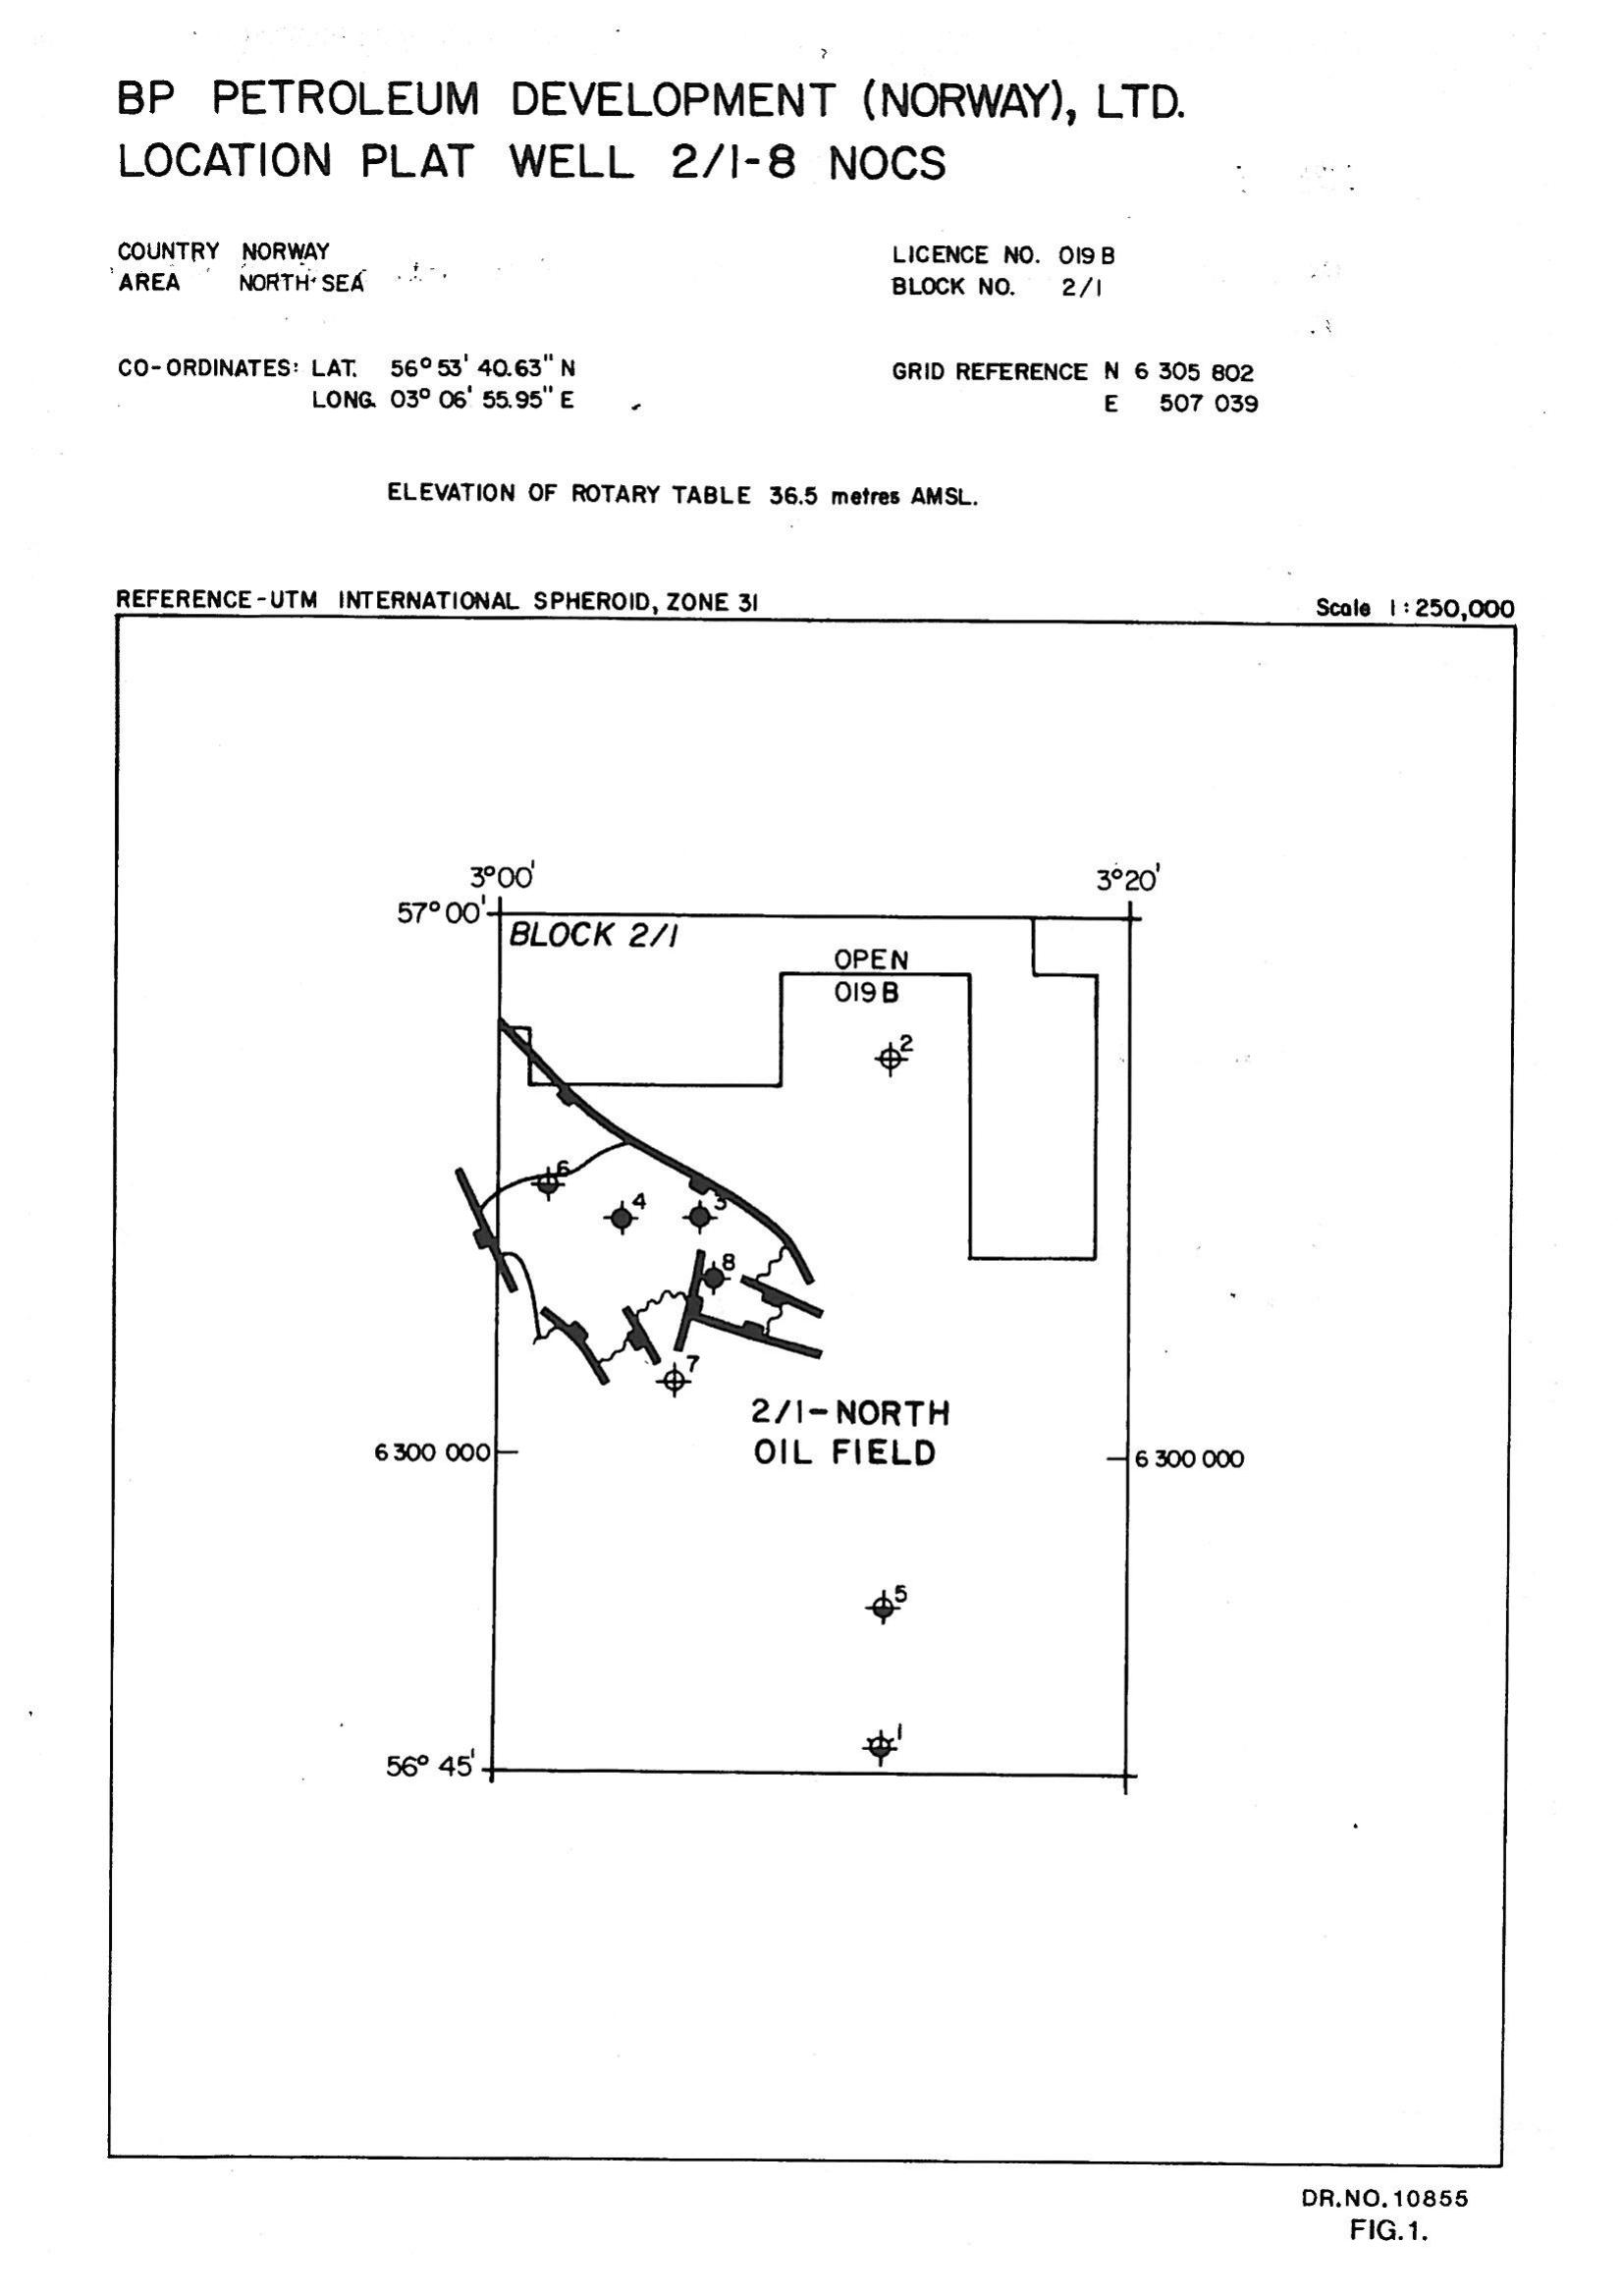 BP PETROLEUM DEVELOPMENT (NORWAY), LTD.
LOCATION PLAT WELL 2/1-8 NOCS
COUNTRY NORWAY
AREA NORTH SEA
LICENCE NO. 019 B
BLOCK NO. 2/1
CO-ORDINATES: LAT. 56° 53' 40.63" N
LONG. 03° 06' 55.95" E
GRID REFERENCE N 6 305 802
E 507 039
ELEVATION OF ROTARY TABLE 36.5 metres AMSL.
REFERENCE-UTM INTERNATIONAL SPHEROID, ZONE 31
Scale 1:250,000
3°00'
3°20'
57°00'
BLOCK 2/1
OPEN
019 B
2
6
4
3
8
7
2/1-NORTH
OIL FIELD
6 300 000
6 300 000
5
1
56° 45'
DR.NO.10855
FIG.1.